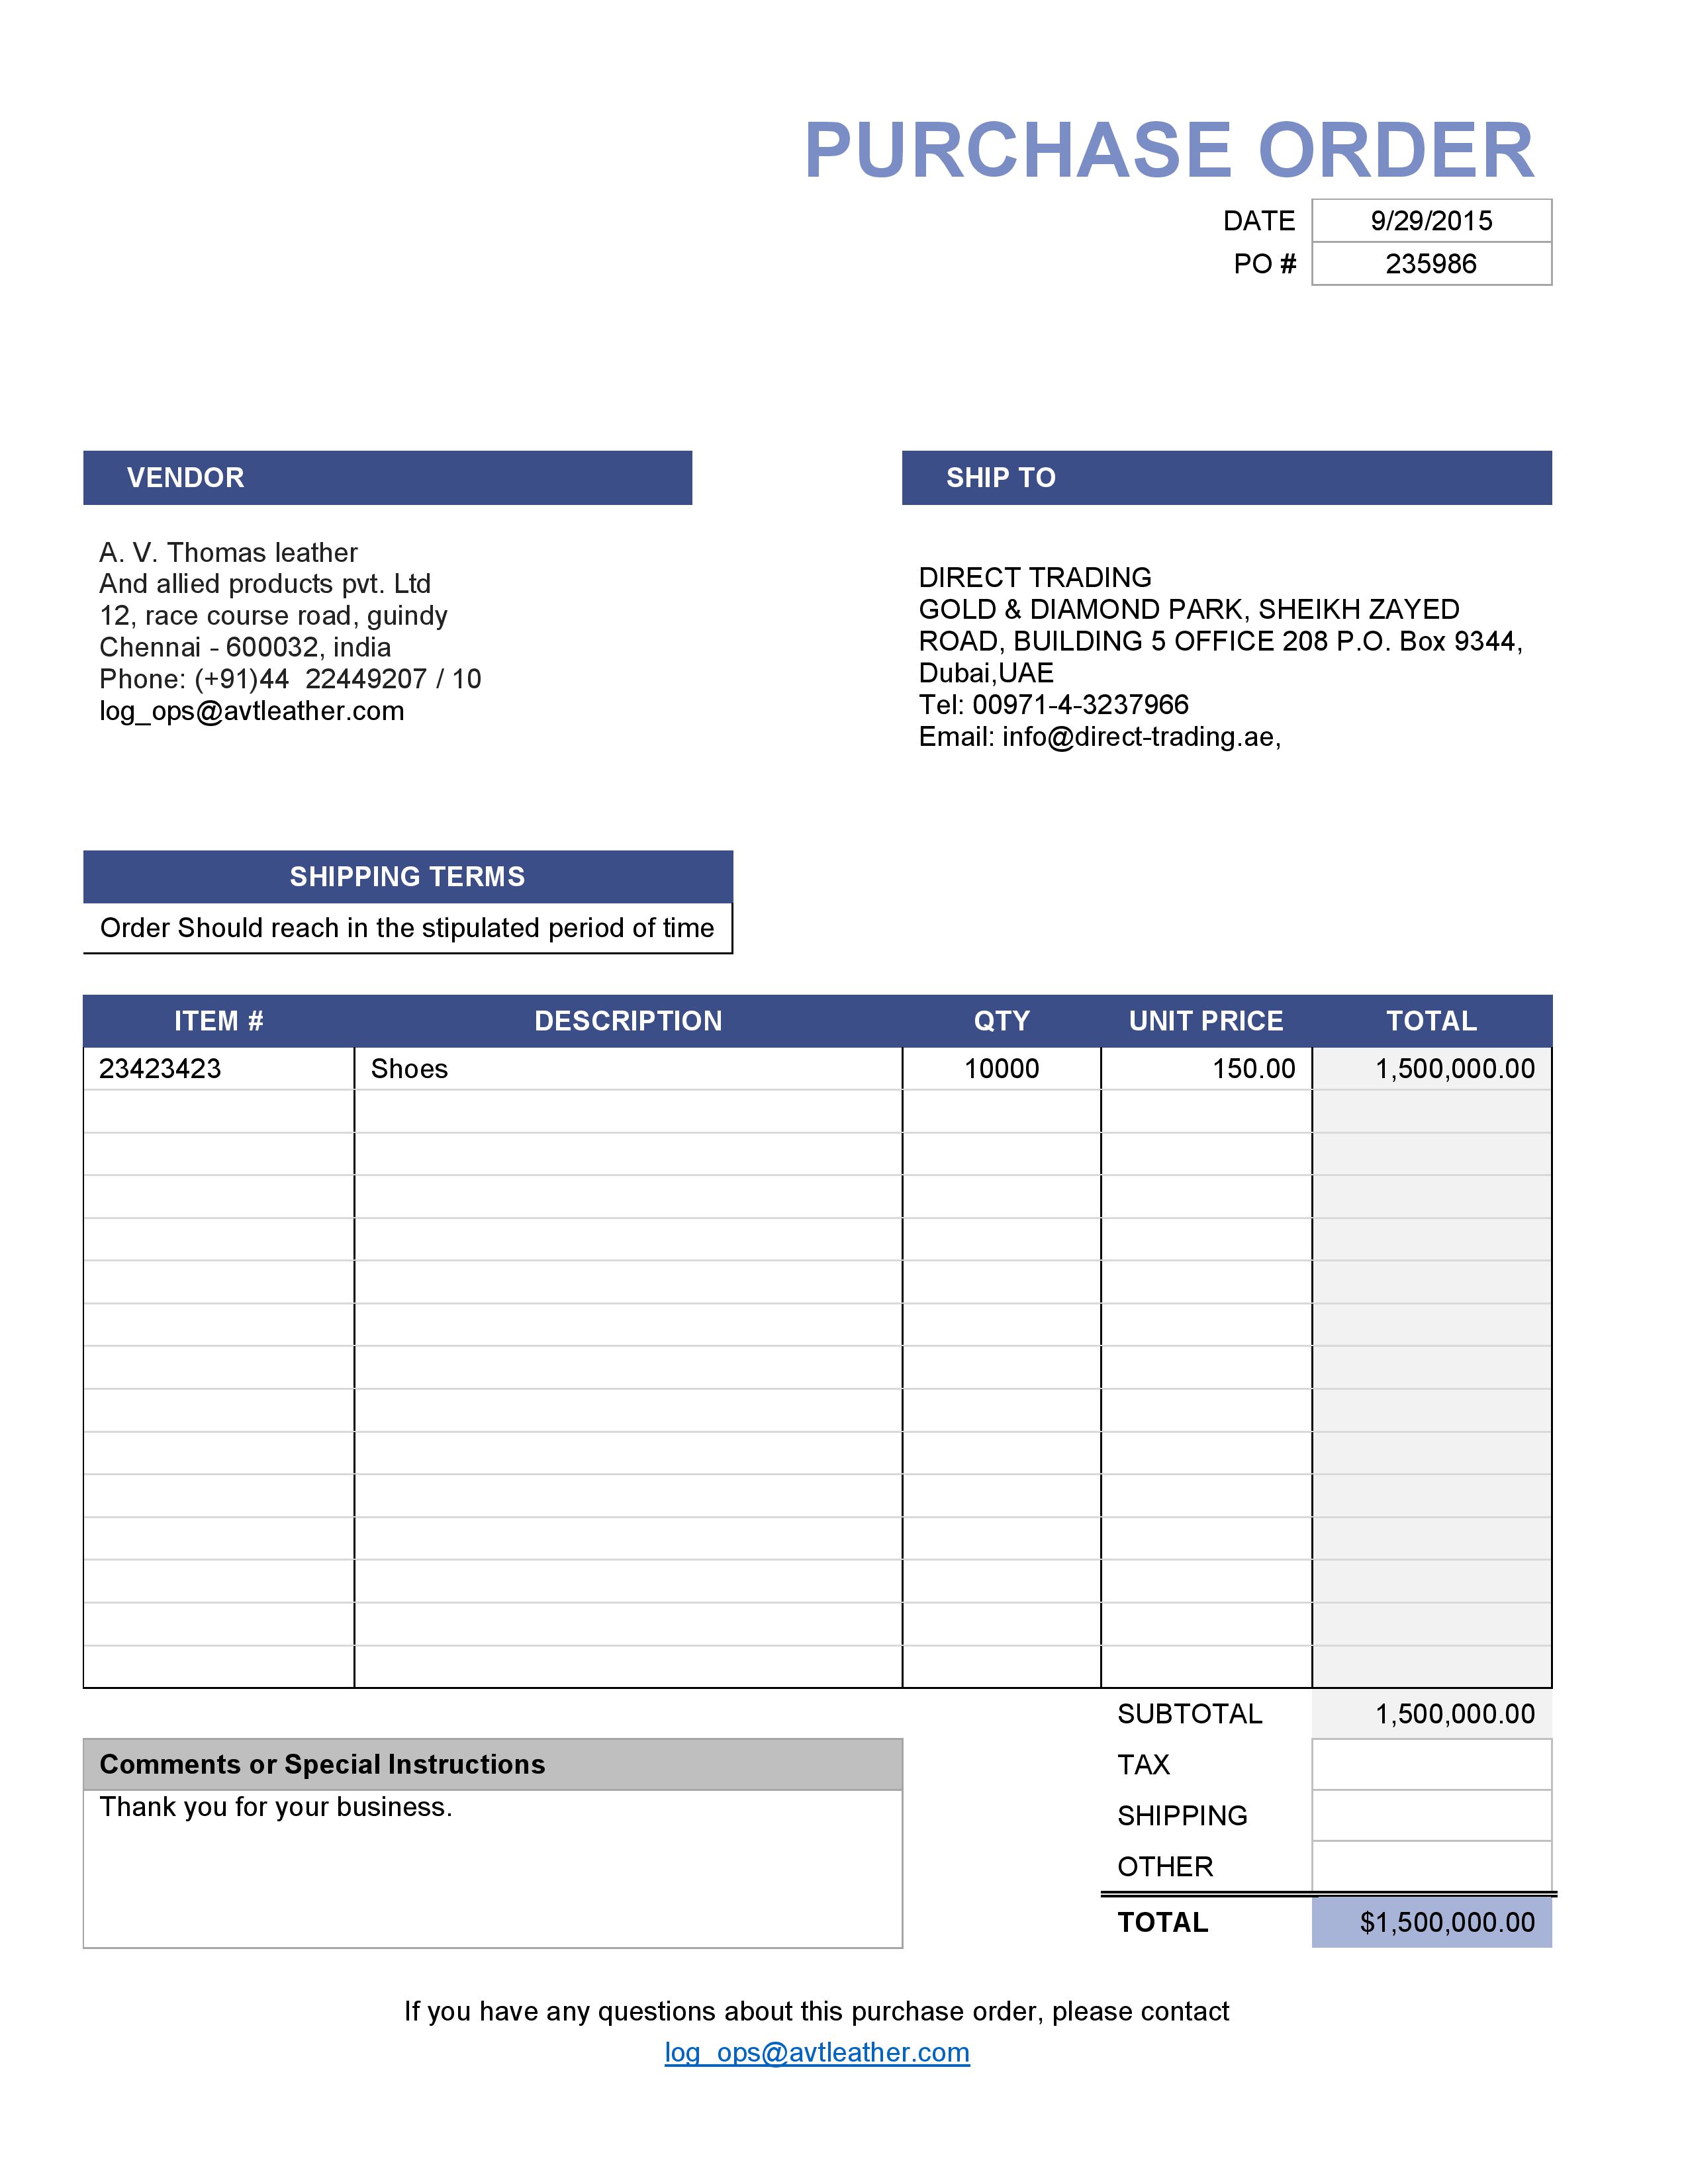 PURCHASE ORDER
DATE 9/29/2015
PO # 235986
VENDOR
A. V. Thomas leather
And allied products pvt. Ltd
12, race course road, guindy
Chennai - 600032, india
Phone: (+91)44  22449207 / 10
log_ops@avtleather.com
SHIP TO
DIRECT TRADING
GOLD & DIAMOND PARK, SHEIKH ZAYED
ROAD, BUILDING 5 OFFICE 208 P.O. Box 9344,
Dubai,UAE
Tel: 00971-4-3237966
Email: info@direct-trading.ae,
SHIPPING TERMS
Order Should reach in the stipulated period of time
ITEM # DESCRIPTION QTY UNIT PRICE TOTAL
23423423 Shoes 10000 150.00 1,500,000.00
SUBTOTAL 1,500,000.00
TAX
SHIPPING
OTHER
TOTAL $1,500,000.00
Comments or Special Instructions
Thank you for your business.
If you have any questions about this purchase order, please contact
log_ops@avtleather.com